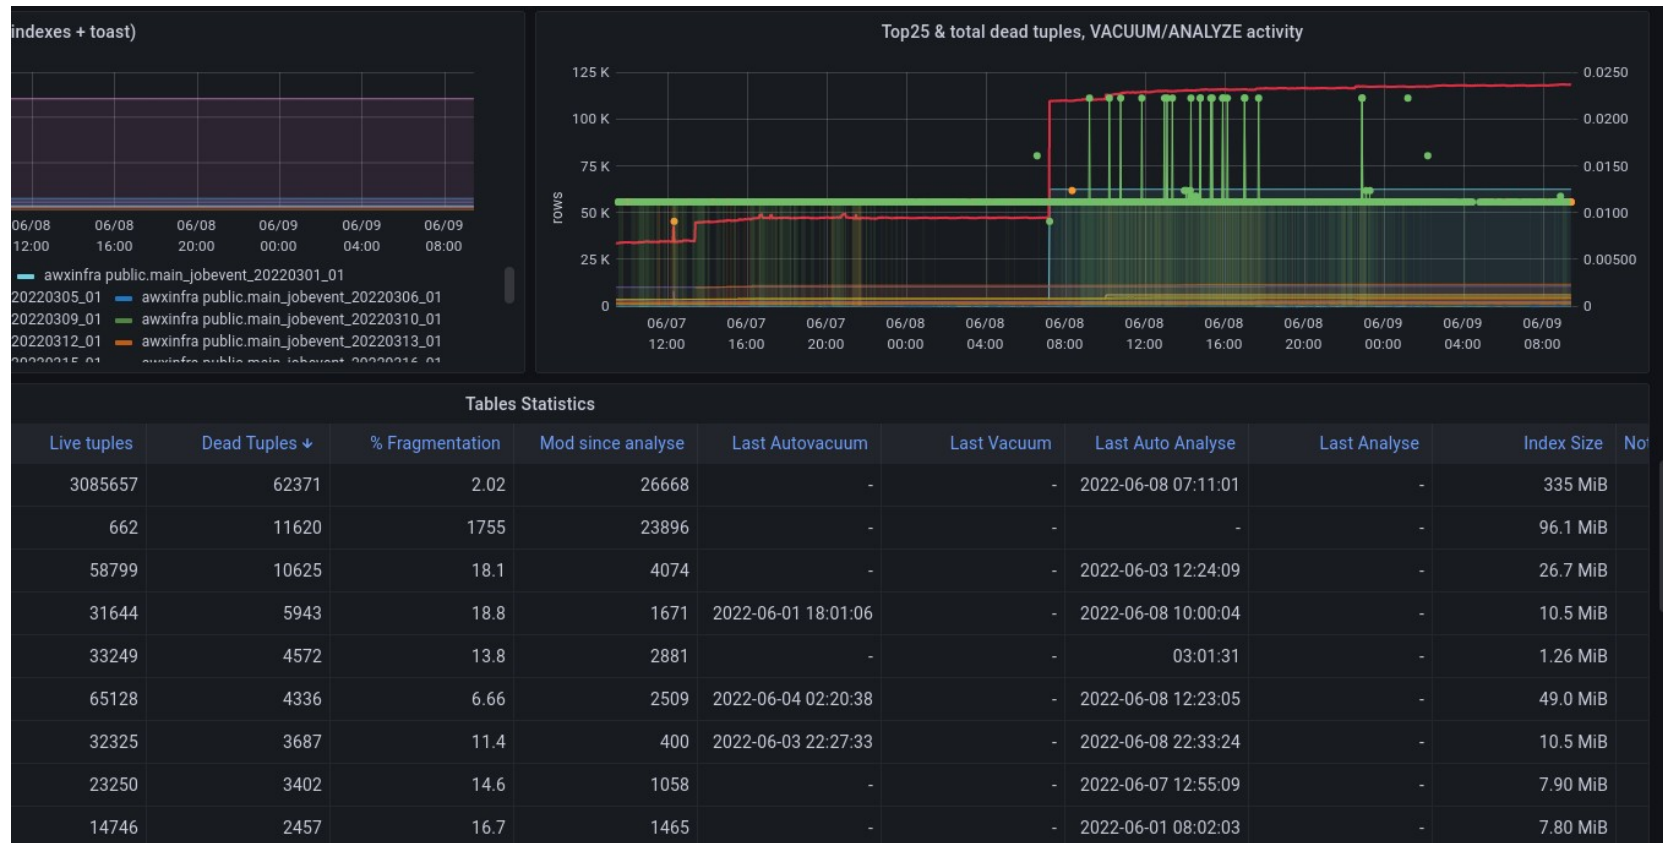 indexes + toast)
06/08 06/08 06/08 06/09 06/09 06/09
12:00 16:00 20:00 00:00 04:00 08:00
awxinfra public.main_jobevent_20220301_01
20220305_01 awxinfra public.main_jobevent_20220306_01
20220309_01 awxinfra public.main_jobevent_20220310_01
20220312_01 awxinfra public.main_jobevent_20220313_01
20220315_01 awxinfra public.main_jobevent_20220316_01
Top25 & total dead tuples, VACUUM/ANALYZE activity
125 K 0.0250
100 K 0.0200
75 K 0.0150
rows
50 K 0.0100
25 K 0.00500
0 0
06/07 06/07 06/07 06/08 06/08 06/08 06/08 06/08 06/08 06/09 06/09 06/09
12:00 16:00 20:00 00:00 04:00 08:00 12:00 16:00 20:00 00:00 04:00 08:00
Tables Statistics
Live tuples Dead Tuples ↓ % Fragmentation Mod since analyse Last Autovacuum Last Vacuum Last Auto Analyse Last Analyse Index Size Not
3085657 62371 2.02 26668 - - 2022-06-08 07:11:01 - 335 MiB
662 11620 1755 23896 - - - - 96.1 MiB
58799 10625 18.1 4074 - - 2022-06-03 12:24:09 - 26.7 MiB
31644 5943 18.8 1671 2022-06-01 18:01:06 - 2022-06-08 10:00:04 - 10.5 MiB
33249 4572 13.8 2881 - - 03:01:31 - 1.26 MiB
65128 4336 6.66 2509 2022-06-04 02:20:38 - 2022-06-08 12:23:05 - 49.0 MiB
32325 3687 11.4 400 2022-06-03 22:27:33 - 2022-06-08 22:33:24 - 10.5 MiB
23250 3402 14.6 1058 - - 2022-06-07 12:55:09 - 7.90 MiB
14746 2457 16.7 1465 - - 2022-06-01 08:02:03 - 7.80 MiB